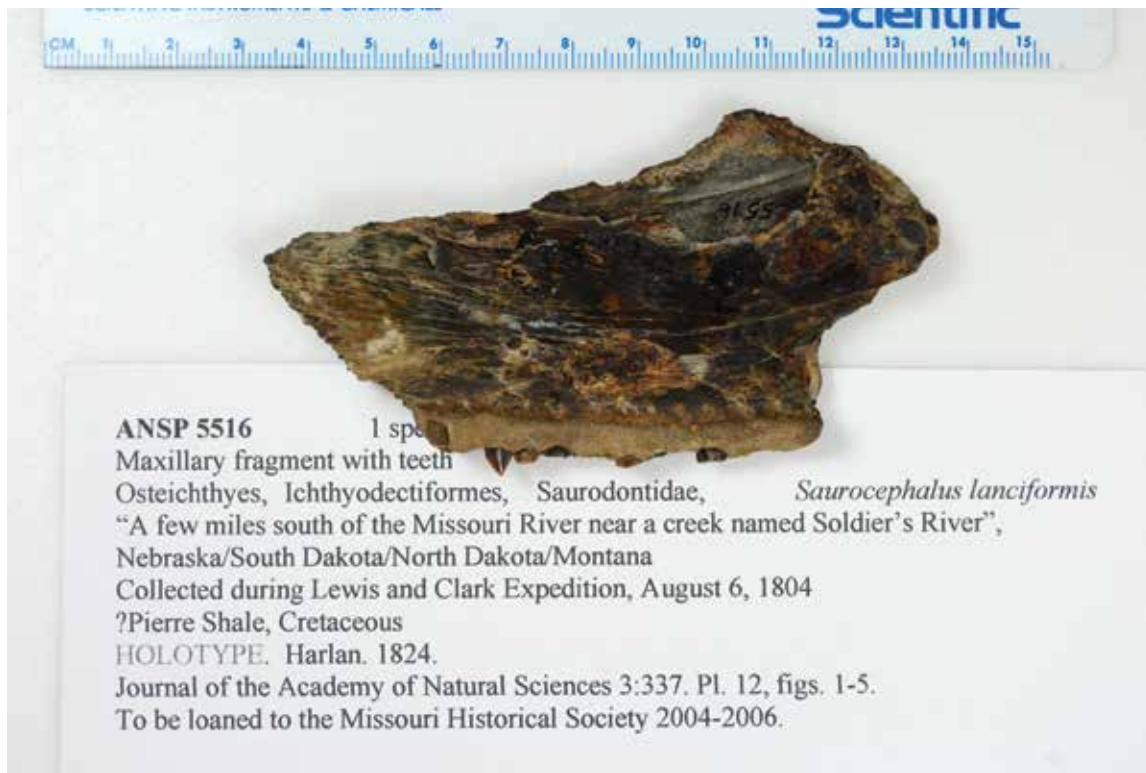 SCIENTIFIC INSTRUMENTS & CHEMICALS
Scientific
CM 1 2 3 4 5 6 7 8 9 10 11 12 13 14 15
5516
ANSP 5516 1 spe
Maxillary fragment with teeth
Osteichthyes, Ichthyodectiformes, Saurodontidae, Saurocephalus lanciformis
“A few miles south of the Missouri River near a creek named Soldier’s River”,
Nebraska/South Dakota/North Dakota/Montana
Collected during Lewis and Clark Expedition, August 6, 1804
?Pierre Shale, Cretaceous
HOLOTYPE. Harlan. 1824.
Journal of the Academy of Natural Sciences 3:337. Pl. 12, figs. 1-5.
To be loaned to the Missouri Historical Society 2004-2006.